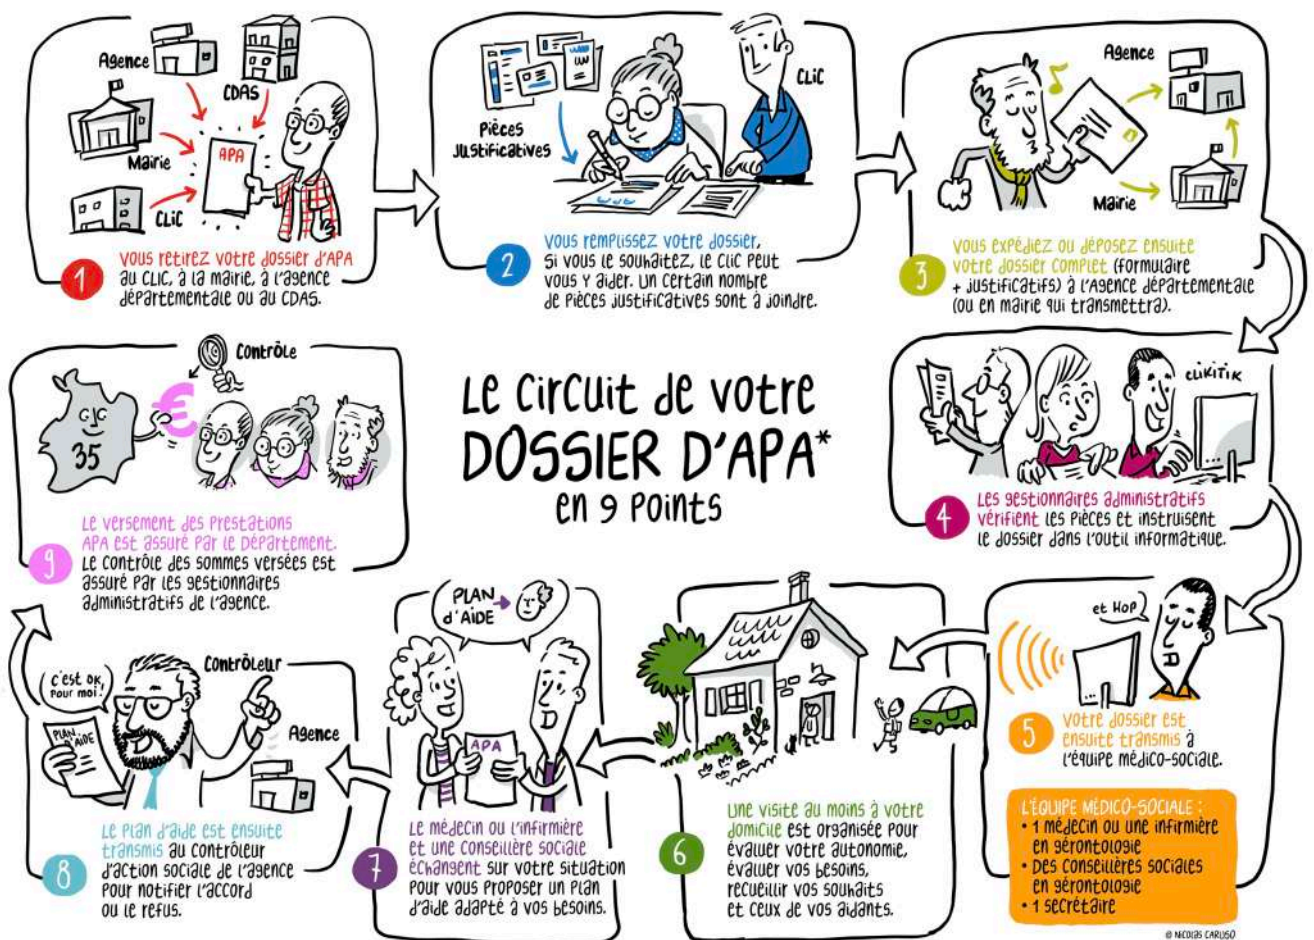 Le circuit de votre
DOSSIER D'APA*
en 9 points
Agence
CDAS
Mairie
CLIC
APA
1
Vous retirez votre dossier d'APA
au CLIC, à la mairie, à l'agence
départementale ou au CDAS.
Pièces
justificatives
CLIC
2
Vous remplissez votre dossier,
si vous le souhaitez, le CLIC peut
vous y aider. Un certain nombre
de pièces justificatives sont à joindre.
Agence
Mairie
3
Vous expédiez ou déposez ensuite
votre dossier complet (formulaire
+ justificatifs) à l'Agence départementale
(ou en mairie qui transmettra).
CLIKITIK
4
Les gestionnaires administratifs
vérifient les pièces et instruisent
le dossier dans l'outil informatique.
et HOP
5
Votre dossier est
ensuite transmis à
l'équipe médico-sociale.
L'ÉQUIPE MÉDICO-SOCIALE :
• 1 médecin ou une infirmière
en gérontologie
• Des conseillères sociales
en gérontologie
• 1 secrétaire
6
Une visite au moins à votre
domicile est organisée pour
évaluer votre autonomie,
évaluer vos besoins,
recueillir vos souhaits
et ceux de vos aidants.
PLAN
d'AIDE
APA
7
Le médecin ou l'infirmière
et une conseillère sociale
échangent sur votre situation
pour vous proposer un plan
d'aide adapté à vos besoins.
c'est OK
pour moi!
PLAN
d'AIDE
Contrôleur
Agence
8
Le plan d'aide est ensuite
transmis au contrôleur
d'action sociale de l'agence
pour notifier l'accord
ou le refus.
Contrôle
€
35
9
Le versement des prestations
APA est assuré par le Département.
Le contrôle des sommes versées est
assuré par les gestionnaires
administratifs de l'agence.
© NICOLAS CARUSO